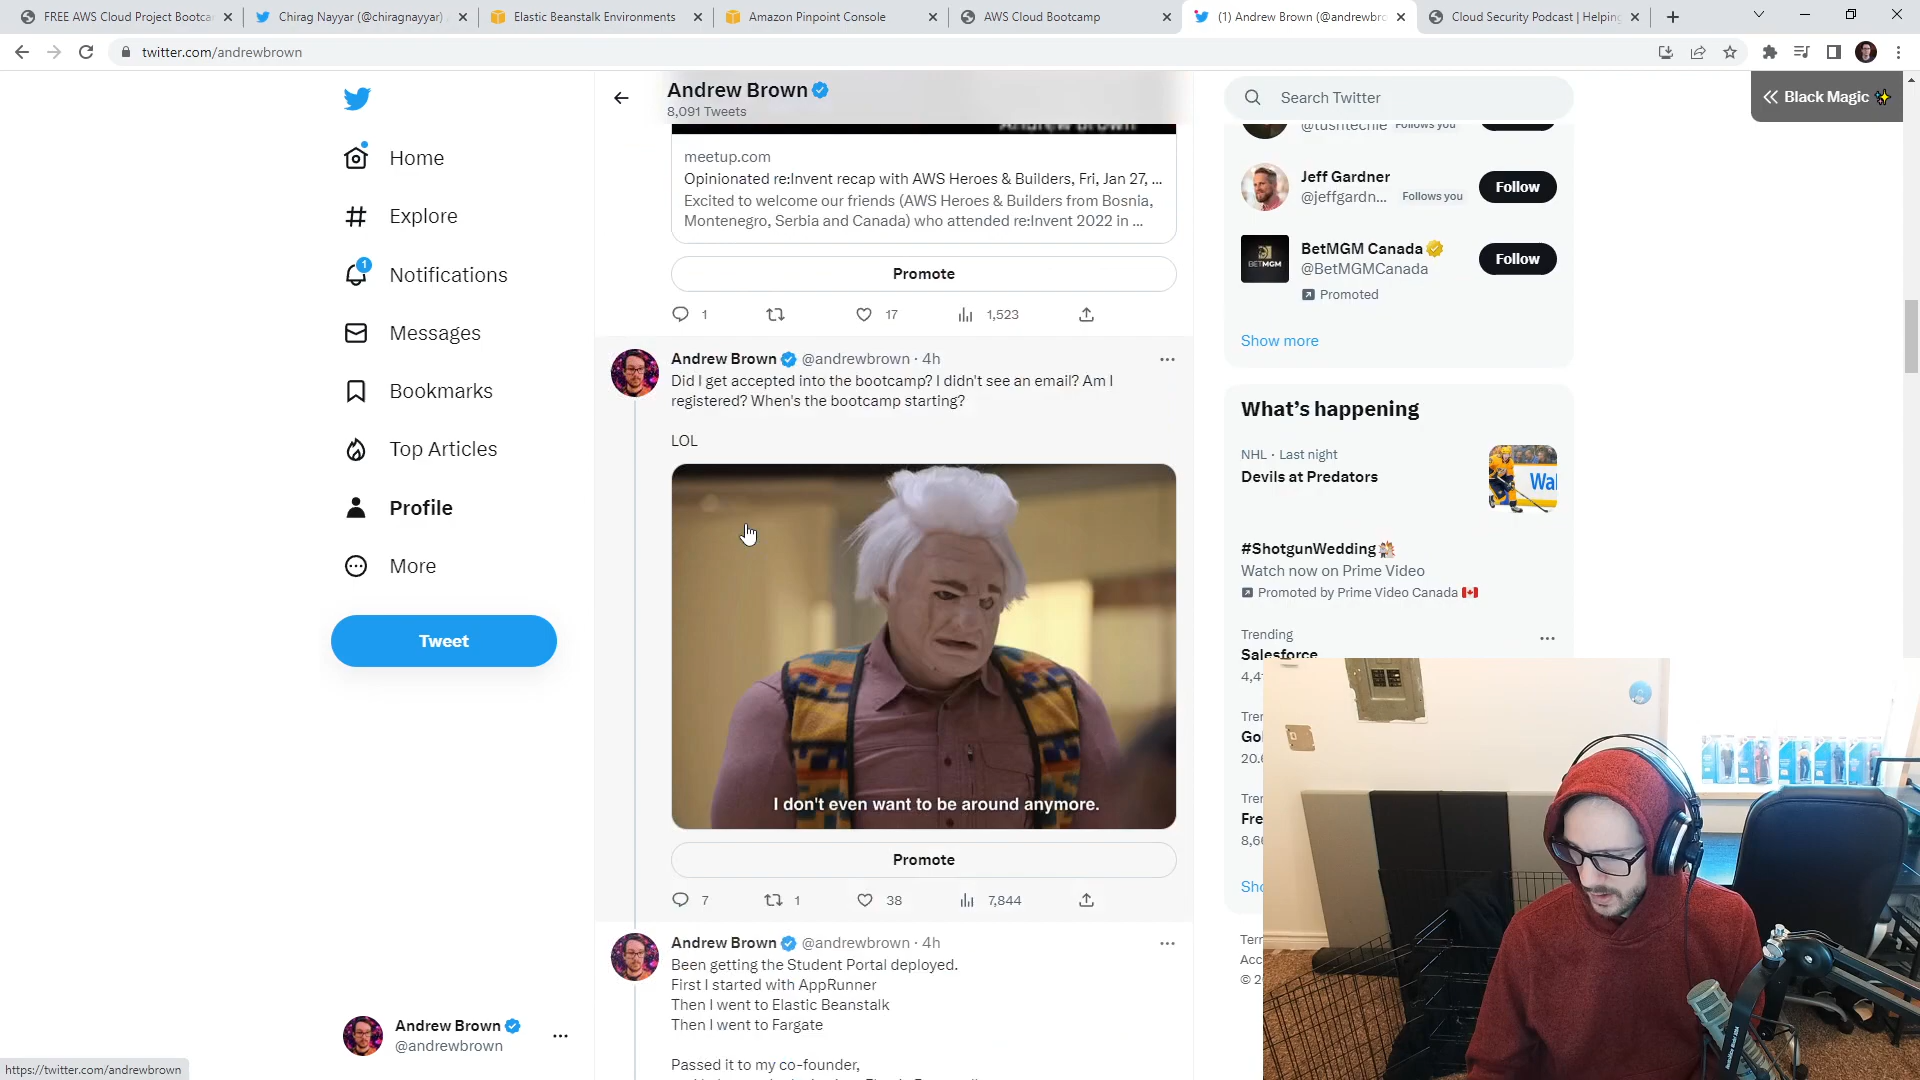 FREE AWS Cloud Project Bootca
Chirag Nayyar (@chiragnayyar)
Elastic Beanstalk Environments
Amazon Pinpoint Console
AWS Cloud Bootcamp
(1) Andrew Brown (@andrewbro
Cloud Security Podcast | Helping
twitter.com/andrewbrown
Andrew Brown
8,091 Tweets
Search Twitter
Black Magic ✨
Home
Explore
Notifications
1
Messages
Bookmarks
Top Articles
Profile
More
Tweet
Andrew Brown
@andrewbrown
https://twitter.com/andrewbrown
Andrew Brown
meetup.com
Opinionated re:Invent recap with AWS Heroes & Builders, Fri, Jan 27, ...
Excited to welcome our friends (AWS Heroes & Builders from Bosnia,
Montenegro, Serbia and Canada) who attended re:Invent 2022 in ...
Promote
1
17
1,523
Andrew Brown @andrewbrown · 4h
Did I get accepted into the bootcamp? I didn't see an email? Am I
registered? When's the bootcamp starting?
LOL
I don't even want to be around anymore.
Promote
7
1
38
7,844
Andrew Brown @andrewbrown · 4h
Been getting the Student Portal deployed.
First I started with AppRunner
Then I went to Elastic Beanstalk
Then I went to Fargate
Passed it to my co-founder,
@tushtechie Follows you
Jeff Gardner
@jeffgardn... Follows you
Follow
BetMGM Canada
@BetMGMCanada
Promoted
BETMGM
Follow
Show more
What's happening
NHL · Last night
Devils at Predators
Wal
#ShotgunWedding
Watch now on Prime Video
Promoted by Prime Video Canada 🇨🇦
Trending
Salesforce
4,4
Tre
Go
20.
Tre
Fre
8,6
Sho
Terr
Acc
© 2